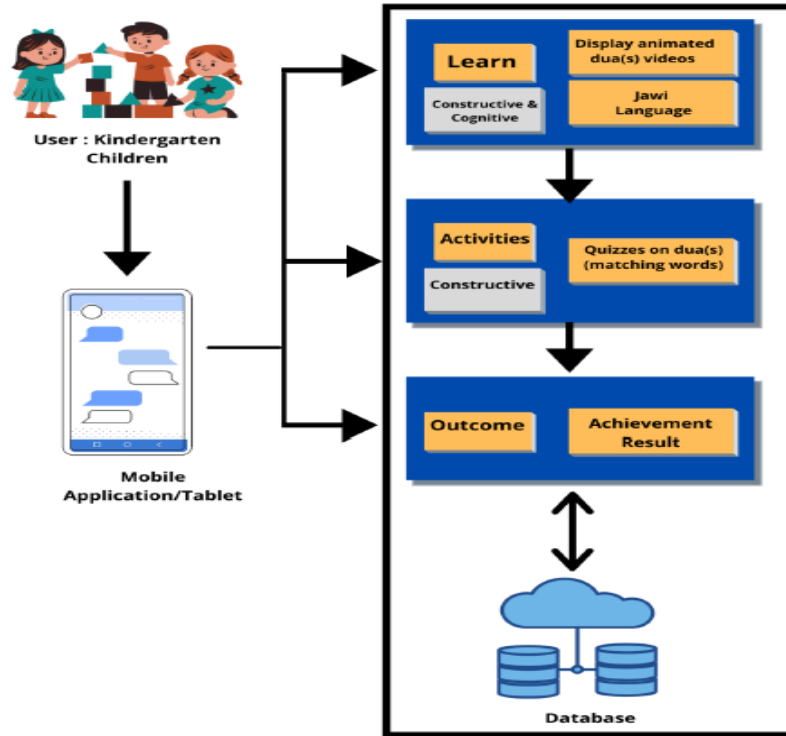 User : Kindergarten
Children
Mobile
Application/Tablet
Learn
Constructive &
Cognitive
Display animated
dua(s) videos
Jawi
Language
Activities
Constructive
Quizzes on dua(s)
(matching words)
Outcome
Achievement
Result
Database